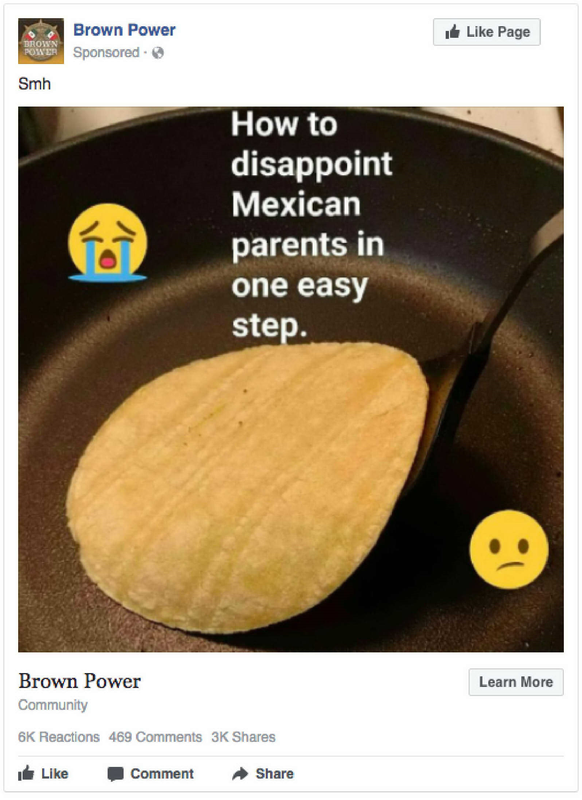 Brown Power
Like Page
Sponsored ·
BROWN
POWER
Smh
How to
disappoint
Mexican
parents in
one easy
step.
Brown Power
Learn More
Community
6K Reactions 469 Comments 3K Shares
Like Comment Share